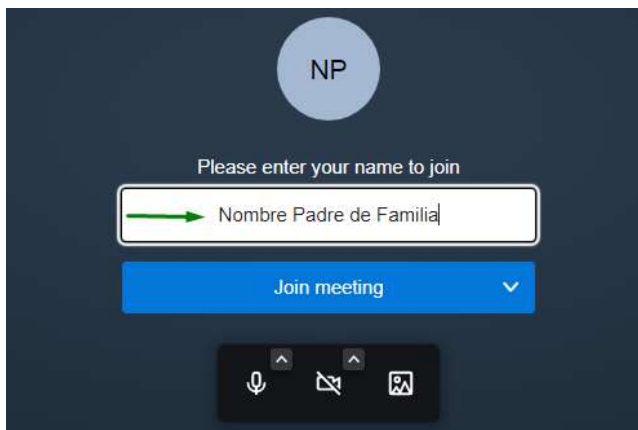 NP
Please enter your name to join
Nombre Padre de Familia
Join meeting